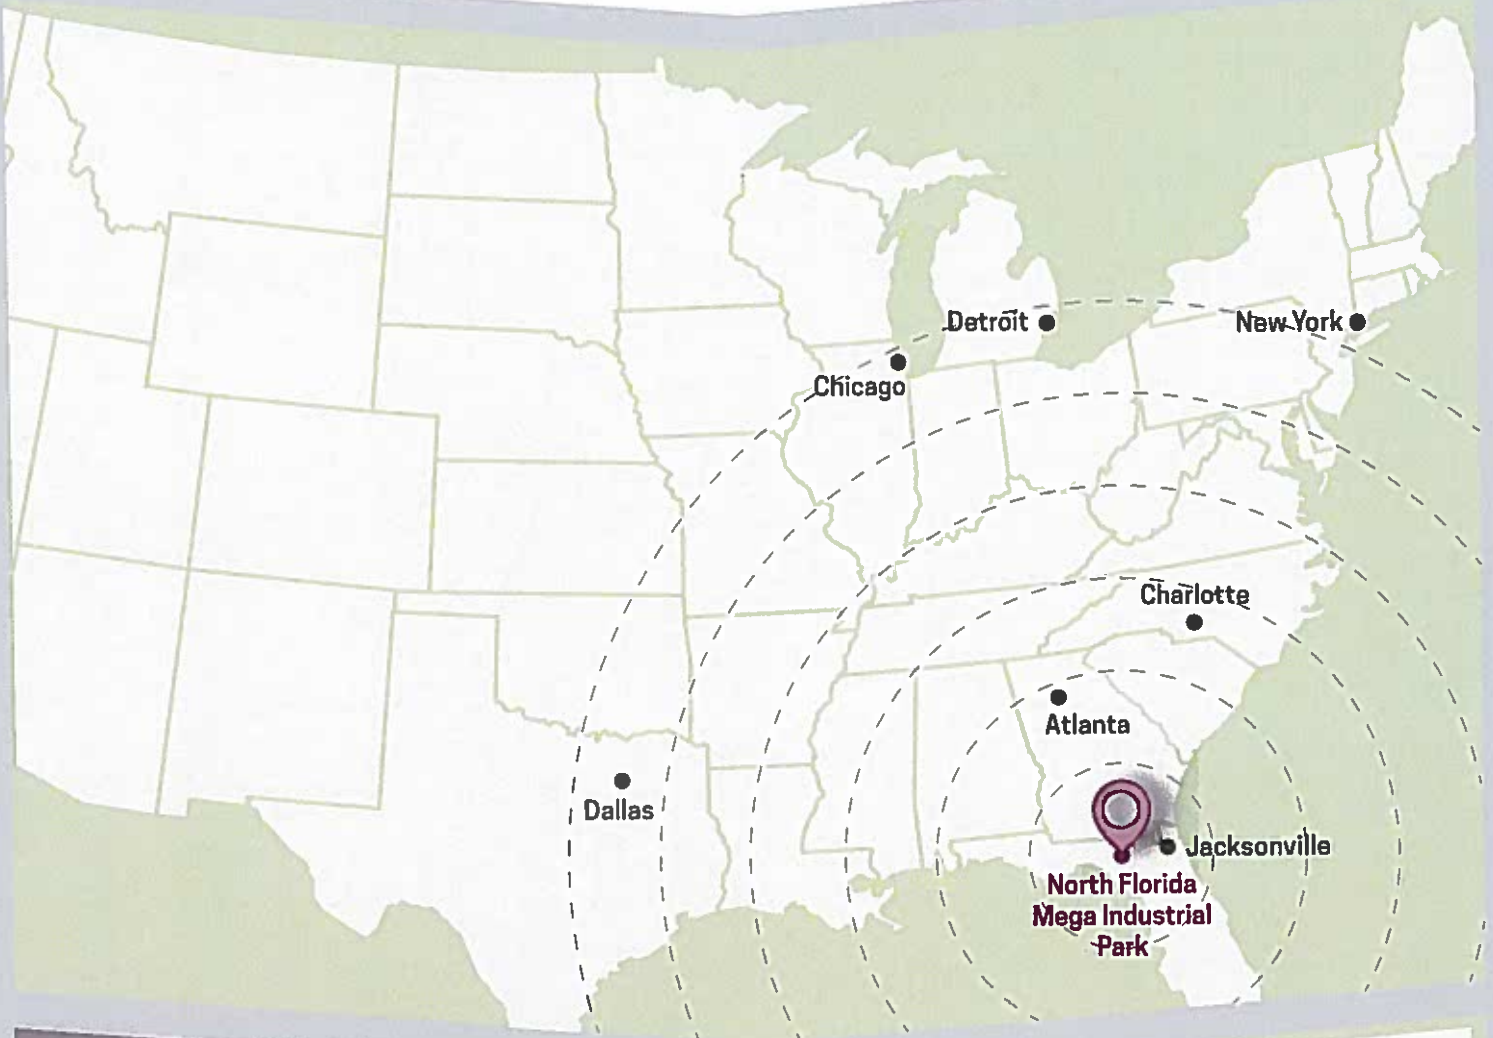 Detroit
New York
Chicago
Charlotte
Atlanta
Dallas
Jacksonville
North Florida
Mega Industrial
Park